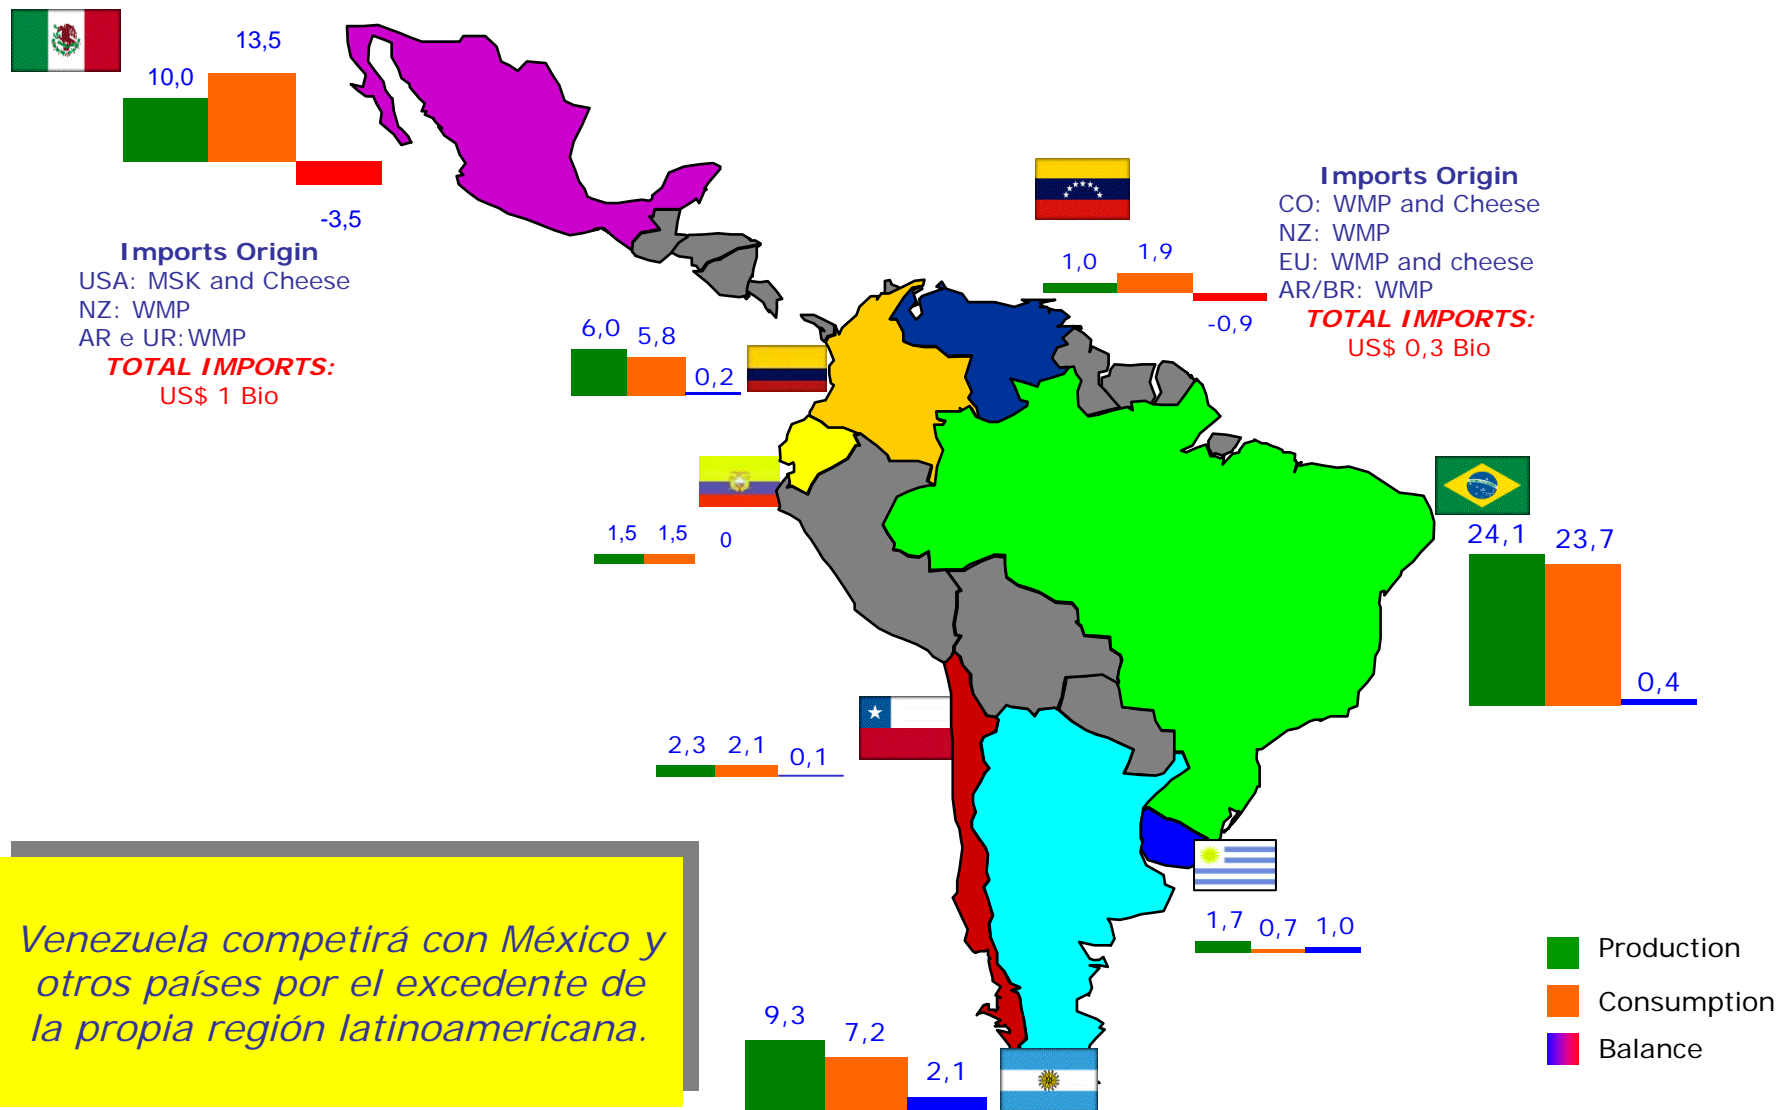 13,5
10,0
-3,5
Imports Origin
USA: MSK and Cheese
NZ: WMP
AR e UR:WMP
TOTAL IMPORTS:
US$ 1 Bio
Imports Origin
CO: WMP and Cheese
NZ: WMP
EU: WMP and cheese
AR/BR: WMP
TOTAL IMPORTS:
US$ 0,3 Bio
1,0 1,9
-0,9
6,0 5,8
0,2
1,5 1,5 0
24,1 23,7
0,4
2,3 2,1 0,1
1,7 0,7 1,0
9,3 7,2
2,1
Venezuela competirá con México y
otros países por el excedente de
la propia región latinoamericana.
Production
Consumption
Balance